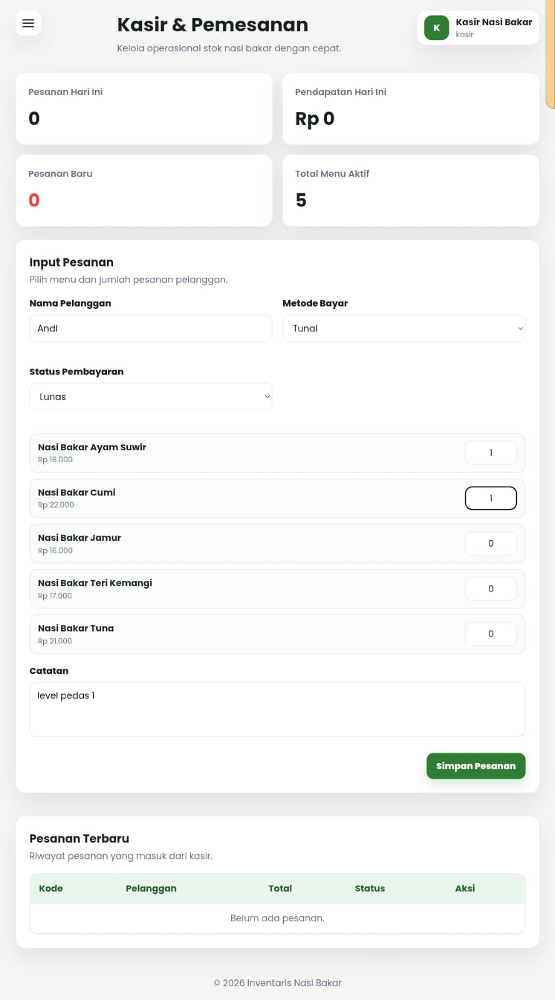 Kasir & Pemesanan
Kelola operasional stok nasi bakar dengan cepat.
K
Kasir Nasi Bakar
kasir
Pesanan Hari Ini
0
Pendapatan Hari Ini
Rp 0
Pesanan Baru
0
Total Menu Aktif
5
Input Pesanan
Pilih menu dan jumlah pesanan pelanggan.
Nama Pelanggan
Andi
Metode Bayar
Tunai
Status Pembayaran
Lunas
Nasi Bakar Ayam Suwir
Rp 18.000
1
Nasi Bakar Cumi
Rp 22.000
1
Nasi Bakar Jamur
Rp 16.000
0
Nasi Bakar Teri Kemangi
Rp 17.000
0
Nasi Bakar Tuna
Rp 21.000
0
Catatan
level pedas 1
Simpan Pesanan
Pesanan Terbaru
Riwayat pesanan yang masuk dari kasir.
Kode Pelanggan Total Status Aksi
Belum ada pesanan.
© 2026 Inventaris Nasi Bakar